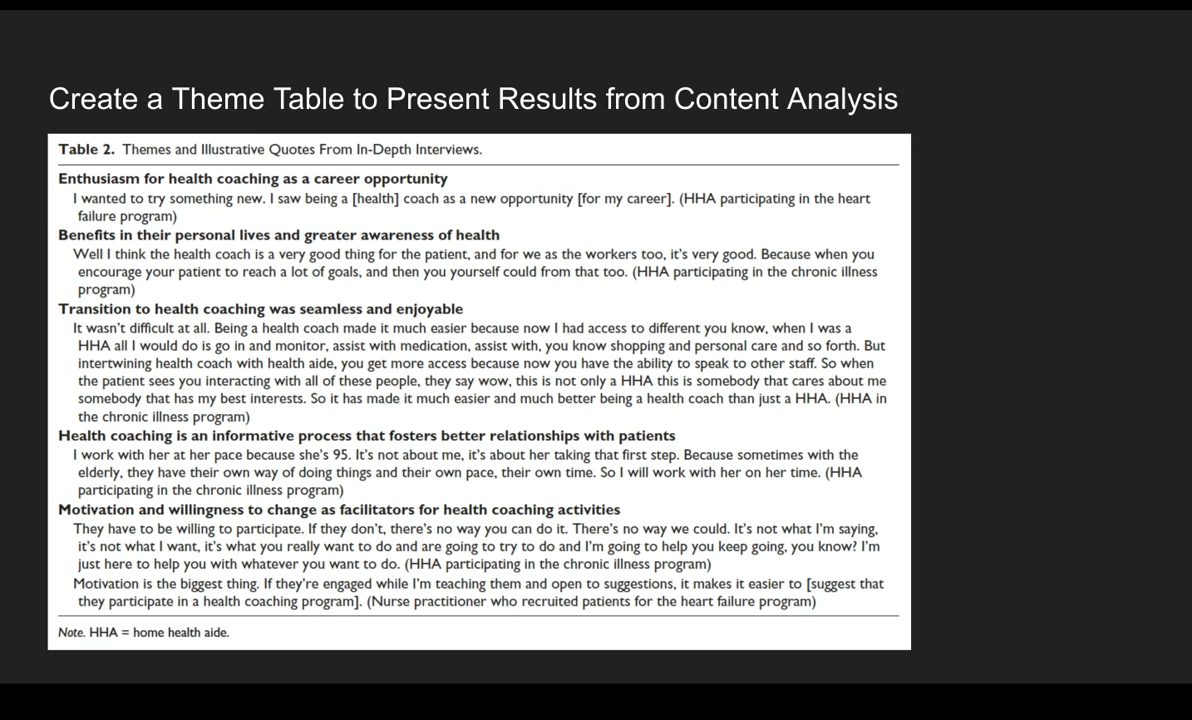 Create a Theme Table to Present Results from Content Analysis
Table 2. Themes and Illustrative Quotes From In-Depth Interviews.
Enthusiasm for health coaching as a career opportunity
I wanted to try something new. I saw being a [health] coach as a new opportunity [for my career]. (HHA participating in the heart
failure program)
Benefits in their personal lives and greater awareness of health
Well I think the health coach is a very good thing for the patient, and for we as the workers too, it's very good. Because when you
encourage your patient to reach a lot of goals, and then you yourself could from that too. (HHA participating in the chronic illness
program)
Transition to health coaching was seamless and enjoyable
It wasn't difficult at all. Being a health coach made it much easier because now I had access to different you know, when I was a
HHA all I would do is go in and monitor, assist with medication, assist with, you know shopping and personal care and so forth. But
intertwining health coach with health aide, you get more access because now you have the ability to speak to other staff. So when
the patient sees you interacting with all of these people, they say wow, this is not only a HHA this is somebody that cares about me
somebody that has my best interests. So it has made it much easier and much better being a health coach than just a HHA. (HHA in
the chronic illness program)
Health coaching is an informative process that fosters better relationships with patients
I work with her at her pace because she's 95. It's not about me, it's about her taking that first step. Because sometimes with the
elderly, they have their own way of doing things and their own pace, their own time. So I will work with her on her time. (HHA
participating in the chronic illness program)
Motivation and willingness to change as facilitators for health coaching activities
They have to be willing to participate. If they don't, there's no way you can do it. There's no way we could. It's not what I'm saying,
it's not what I want, it's what you really want to do and are going to try to do and I'm going to help you keep going, you know? I'm
just here to help you with whatever you want to do. (HHA participating in the chronic illness program)
Motivation is the biggest thing. If they're engaged while I'm teaching them and open to suggestions, it makes it easier to [suggest that
they participate in a health coaching program]. (Nurse practitioner who recruited patients for the heart failure program)
Note. HHA = home health aide.